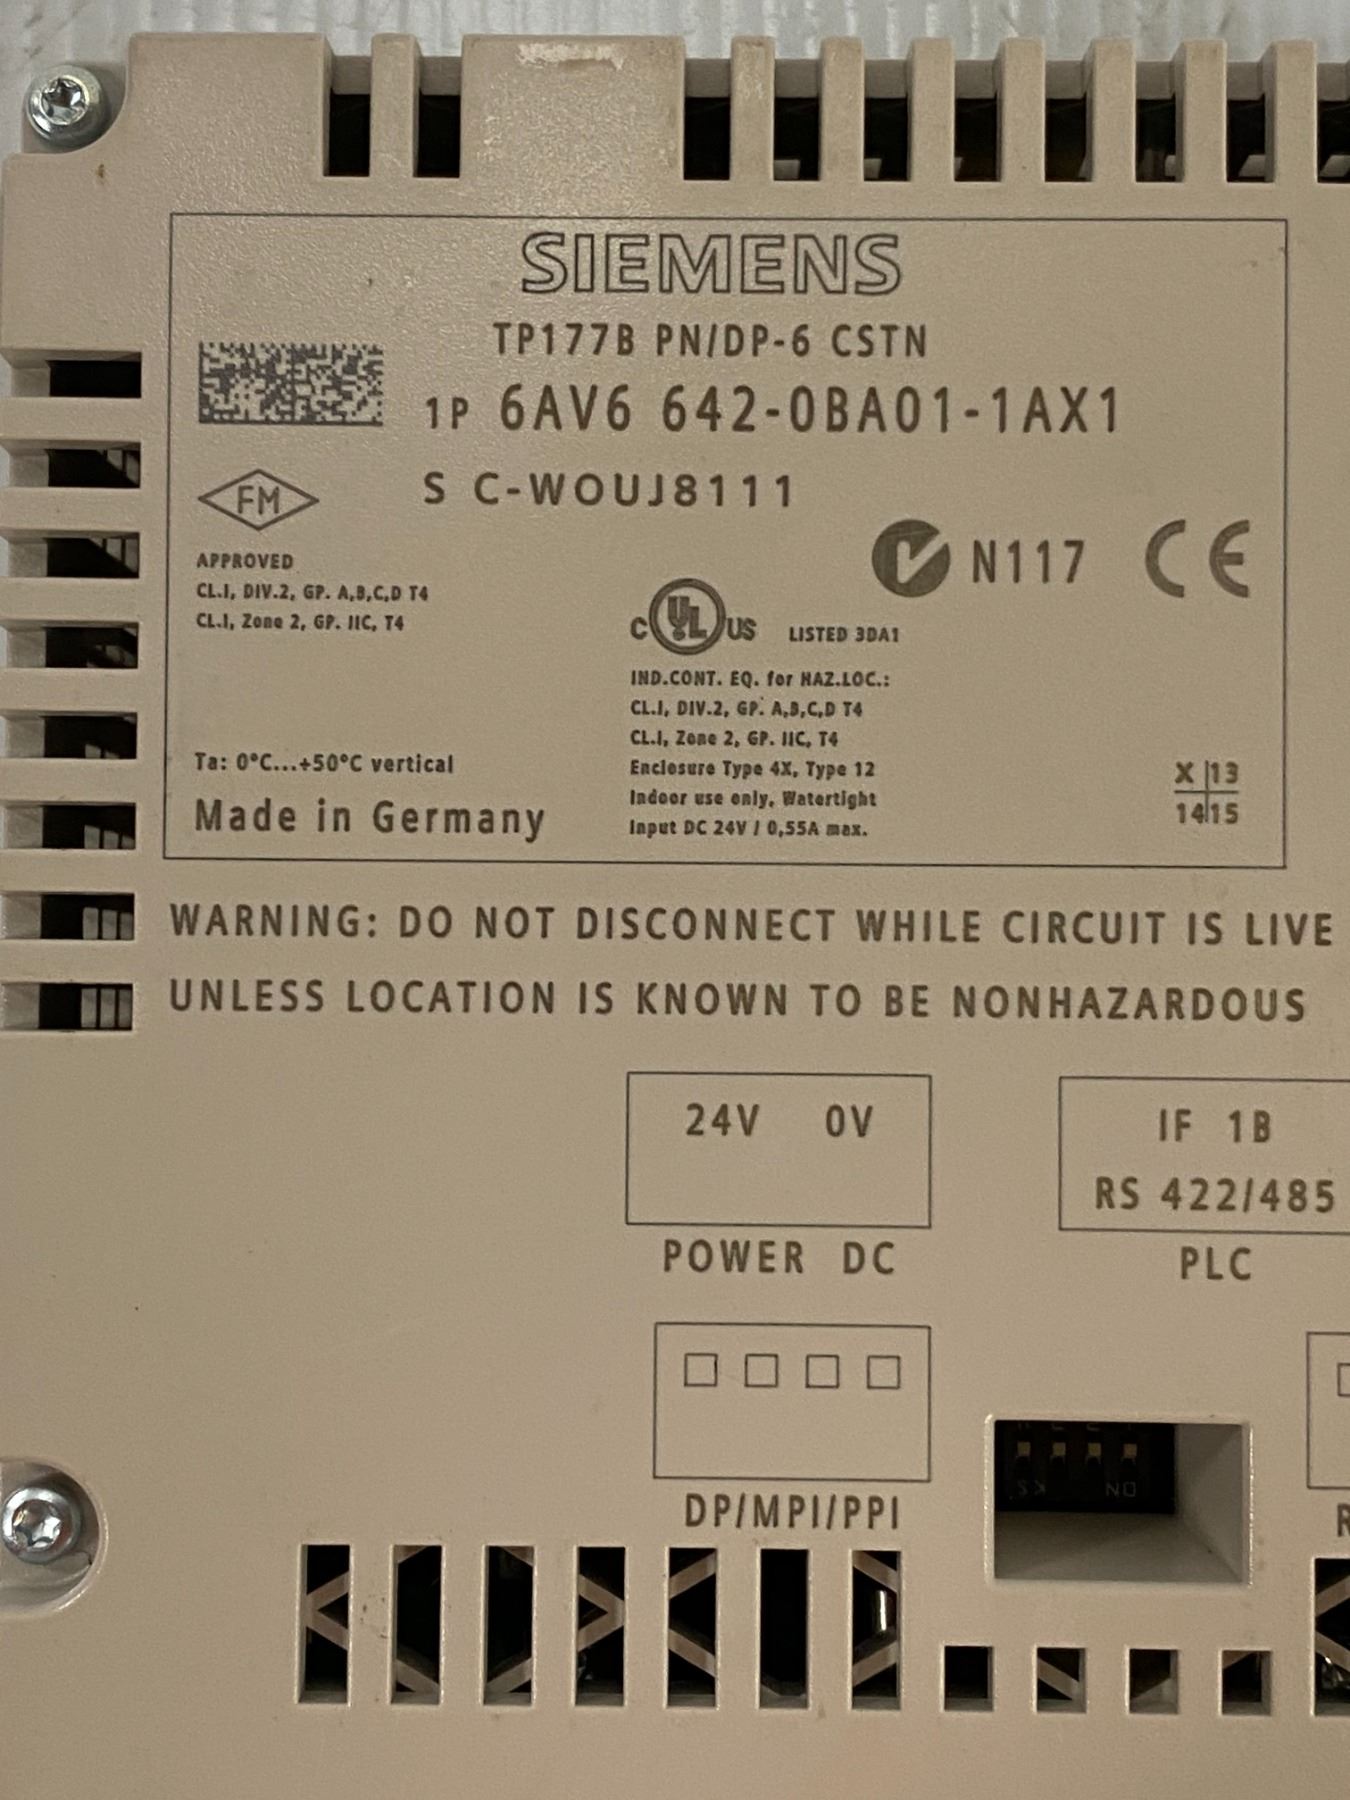 SIEMENS
TP177B PN/DP-6 CSTN
1P 6AV6 642-0BA01-1AX1
S C-WOUJ8111
FM
APPROVED
CL.I, DIV.2, GP. A,B,C,D T4
CL.I, Zone 2, GP. IIC, T4
N117 CE
C UL US LISTED 3DA1
IND.CONT. EQ. for HAZ.LOC.:
CL.I, DIV.2, GP. A,B,C,D T4
CL.I, Zone 2, GP. IIC, T4
Enclosure Type 4X, Type 12
Indoor use only, Watertight
Input DC 24V / 0,55A max.
Ta: 0°C...+50°C vertical
Made in Germany
X 13
14 15
WARNING: DO NOT DISCONNECT WHILE CIRCUIT IS LIVE
UNLESS LOCATION IS KNOWN TO BE NONHAZARDOUS
24V 0V
POWER DC
IF 1B
RS 422/485
PLC
DP/MPI/PPI
ON
R